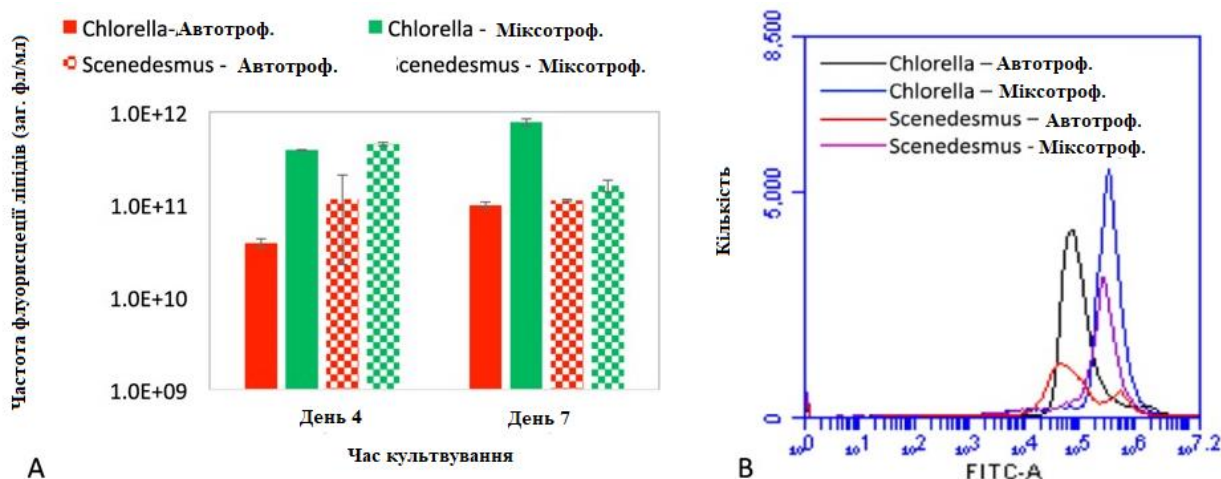 Chlorella-Автотроф.
Chlorella - Міксотроф.
Scenedesmus - Автотроф.
Scenedesmus - Міксотроф.
Частота флуорисцеції ліпідів (заг. фл/мл)
1.0E+12
1.0E+11
1.0E+10
1.0E+09
День 4
День 7
Час культвування
A
8,500
5,000
0
Кількість
Chlorella – Автотроф.
Chlorella – Міксотроф.
Scenedesmus – Автотроф.
Scenedesmus - Міксотроф.
10^0 10^1 10^2 10^3 10^4 10^5 10^6 10^7.2
FITC-A
B